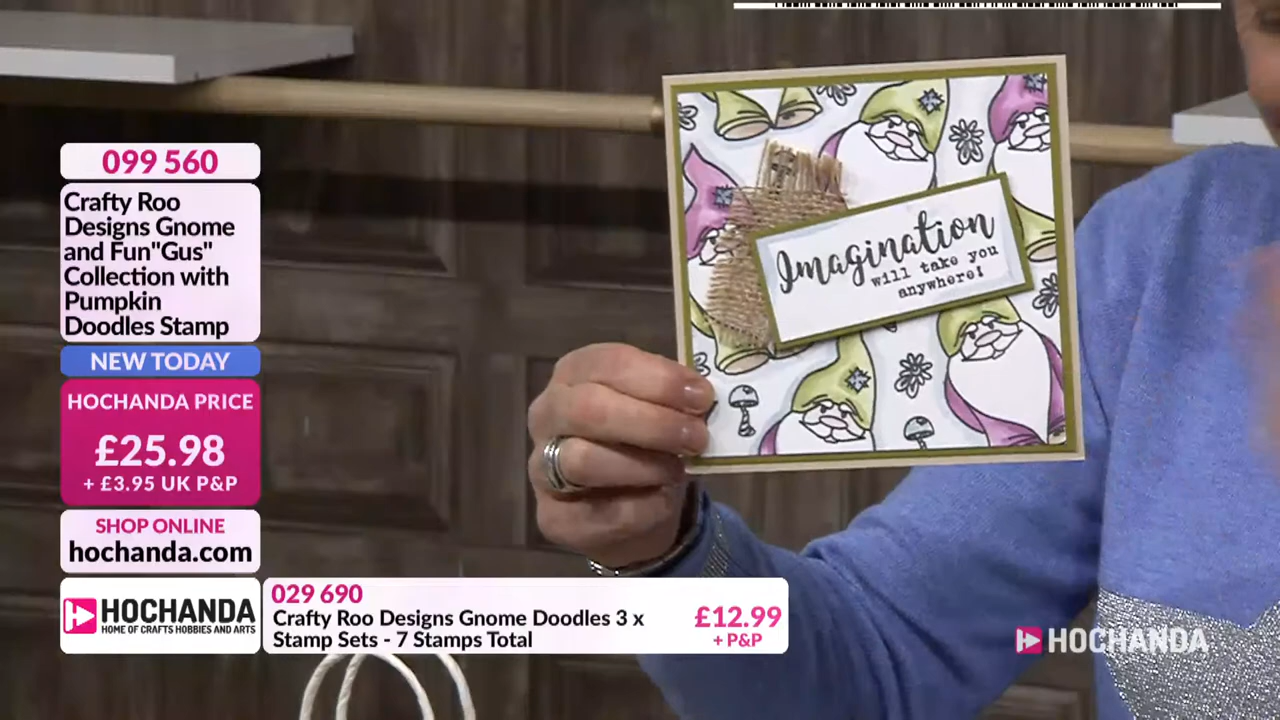 099 560
Crafty Roo
Designs Gnome
and Fun"Gus"
Collection with
Pumpkin
Doodles Stamp
NEW TODAY
HOCHANDA PRICE
£25.98
+ £3.95 UK P&P
SHOP ONLINE
hochanda.com
HOCHANDA
HOME OF CRAFTS HOBBIES AND ARTS
029 690
Crafty Roo Designs Gnome Doodles 3 x
Stamp Sets - 7 Stamps Total
£12.99
+ P&P
Imagination
will take you
anywhere!
HOCHANDA